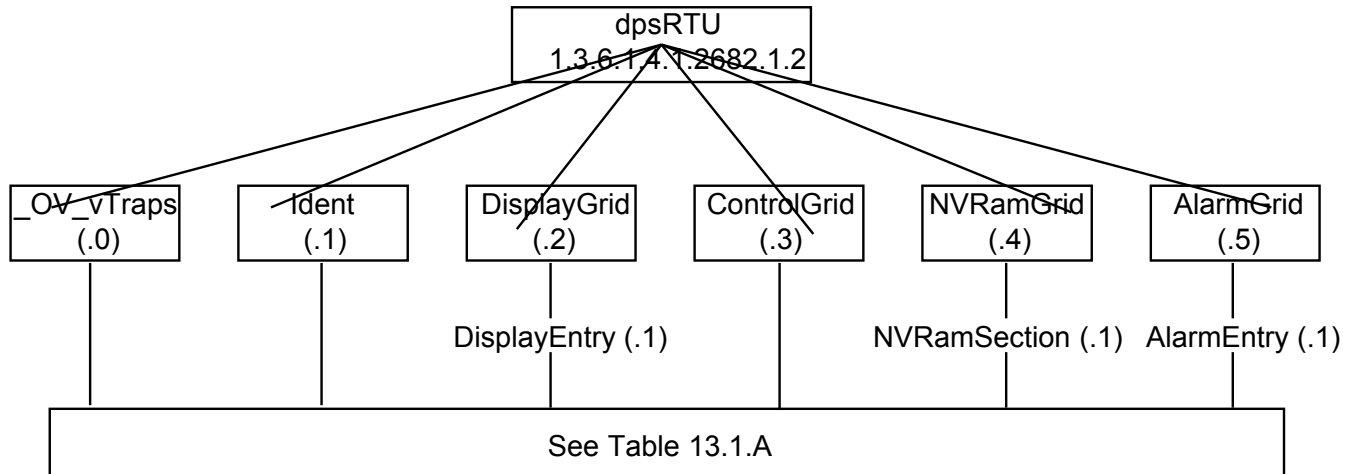 dpsRTU
1.3.6.1.4.1.2682.1.2
_OV_vTraps
(.0)
Ident
(.1)
DisplayGrid
(.2)
ControlGrid
(.3)
NVRamGrid
(.4)
AlarmGrid
(.5)
DisplayEntry (.1)
NVRamSection (.1)
AlarmEntry (.1)
See Table 13.1.A